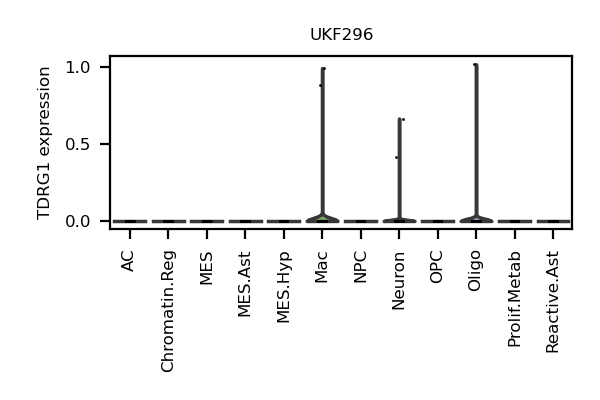 UKF296
TDRG1 expression
1.0
0.5
0.0
AC
Chromatin.Reg
MES
MES.Ast
MES.Hyp
Mac
NPC
Neuron
OPC
Oligo
Prolif.Metab
Reactive.Ast